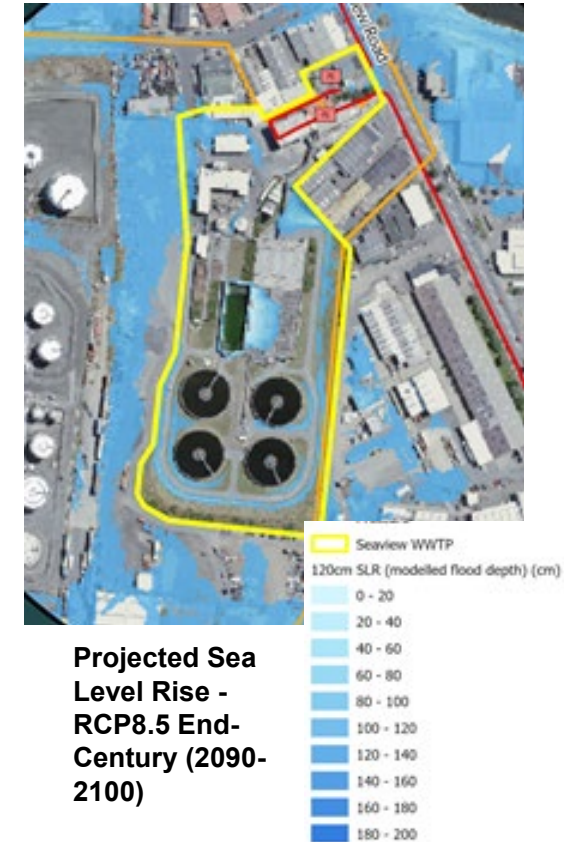 ow Road
Seaview WWTP
120cm SLR (modelled flood depth) (cm)
0 - 20
20 - 40
40 - 60
60 - 80
80 - 100
100 - 120
120 - 140
140 - 160
160 - 180
180 - 200
Projected Sea
Level Rise -
RCP8.5 End-
Century (2090-
2100)